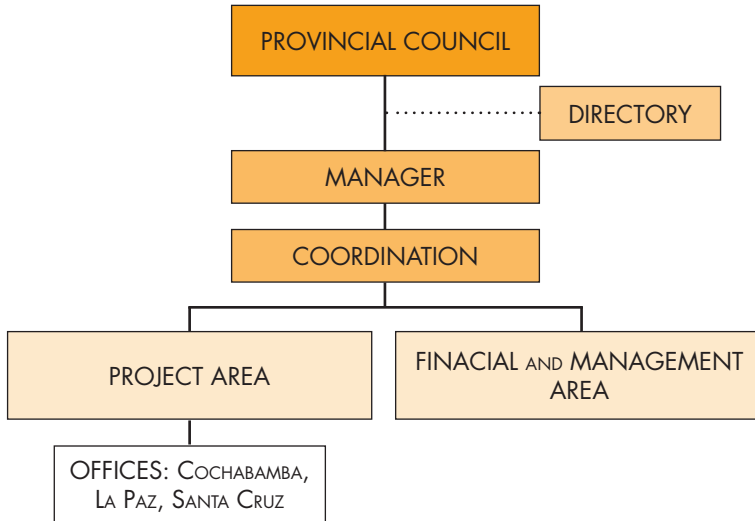 PROVINCIAL COUNCIL
DIRECTORY
MANAGER
COORDINATION
PROJECT AREA
FINACIAL AND MANAGEMENT
AREA
OFFICES: COCHABAMBA,
LA PAZ, SANTA CRUZ